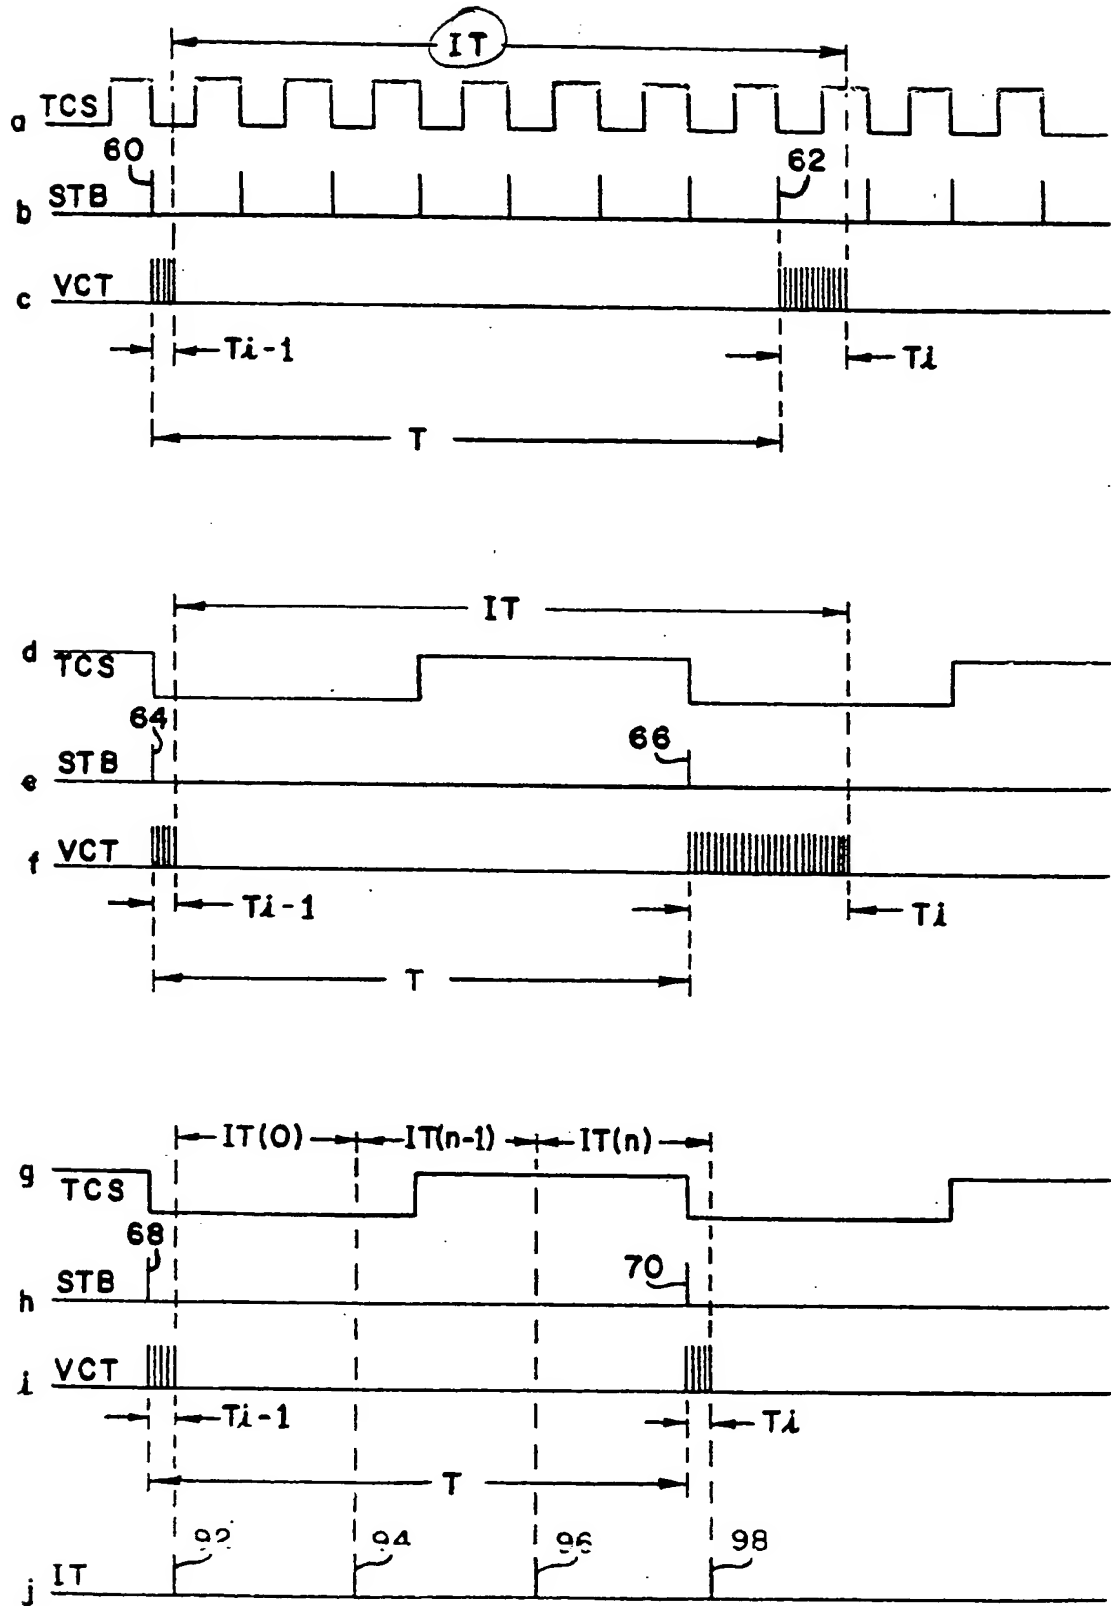 IT
a TCS
60
62
b STB
c VCT
Ti-1
Ti
T
IT
d TCS
64
66
e STB
f VCT
Ti-1
Ti
T
IT(0) IT(n-1) IT(n)
g TCS
68
70
h STB
i VCT
Ti-1
Ti
T
92 94 96 98
j IT